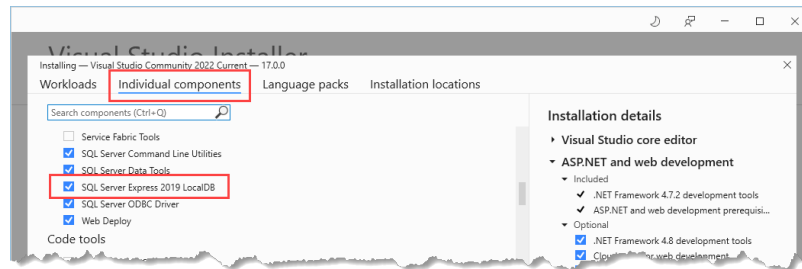 Visual Studio Installer
Installing — Visual Studio Community 2022 Current — 17.0.0
Workloads Individual components Language packs Installation locations
Search components (Ctrl+Q)
Service Fabric Tools
SQL Server Command Line Utilities
SQL Server Data Tools
SQL Server Express 2019 LocalDB
SQL Server ODBC Driver
Web Deploy
Code tools
Installation details
Visual Studio core editor
ASP.NET and web development
Included
.NET Framework 4.7.2 development tools
ASP.NET and web development prerequisi...
Optional
.NET Framework 4.8 development tools
web development